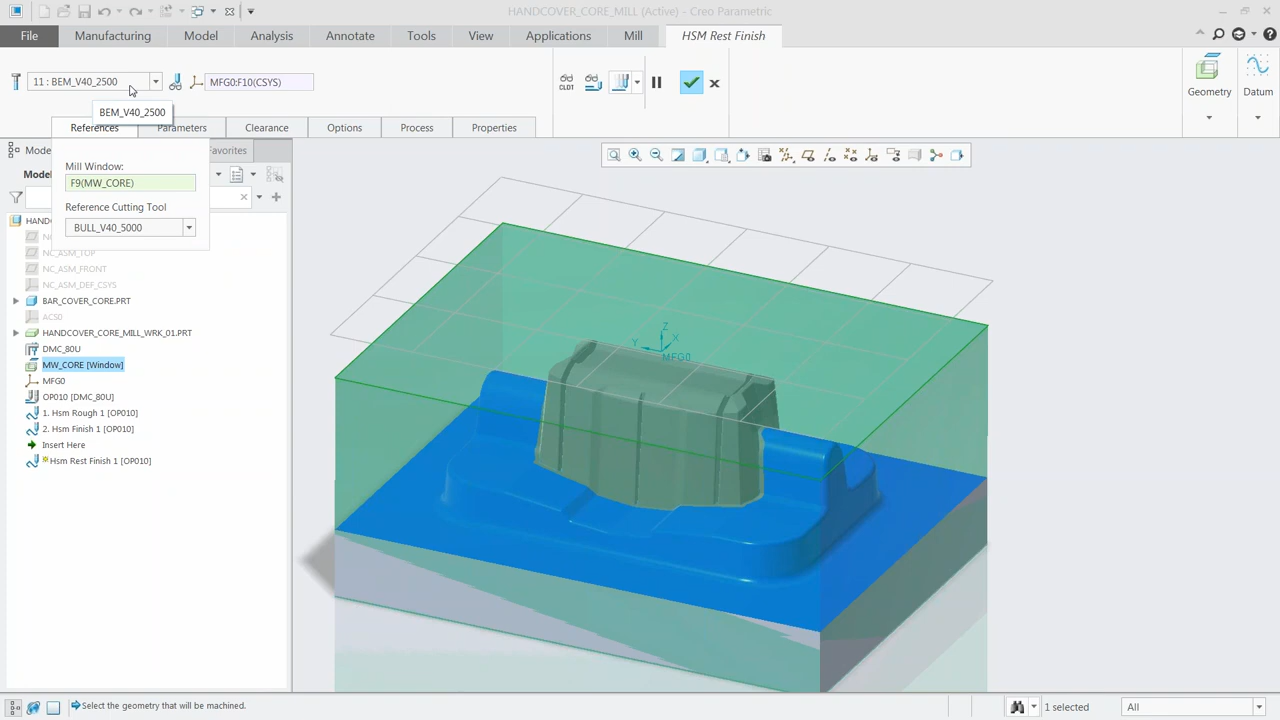 HANDCOVER_CORE_MILL (Active) - Creo Parametric
File Manufacturing Model Analysis Annotate Tools View Applications Mill HSM Rest Finish
11 : BEM_V40_2500 MFG0:F10(CSYS)
CLD1
Geometry Datum
BEM_V40_2500
References Parameters Clearance Options Process Properties
Mode Favorites
Model
Mill Window:
F9(MW_CORE)
Reference Cutting Tool
BULL_V40_5000
HAND
NC_ASM_TOP
NC_ASM_FRONT
NC_ASM_DEF_CSYS
BAR_COVER_CORE.PRT
ACS0
HANDCOVER_CORE_MILL_WRK_01.PRT
DMC_80U
MW_CORE [Window]
MFG0
OP010 [DMC_80U]
1. Hsm Rough 1 [OP010]
2. Hsm Finish 1 [OP010]
Insert Here
Hsm Rest Finish 1 [OP010]
Z
Y X
MFG0
Select the geometry that will be machined.
1 selected
All